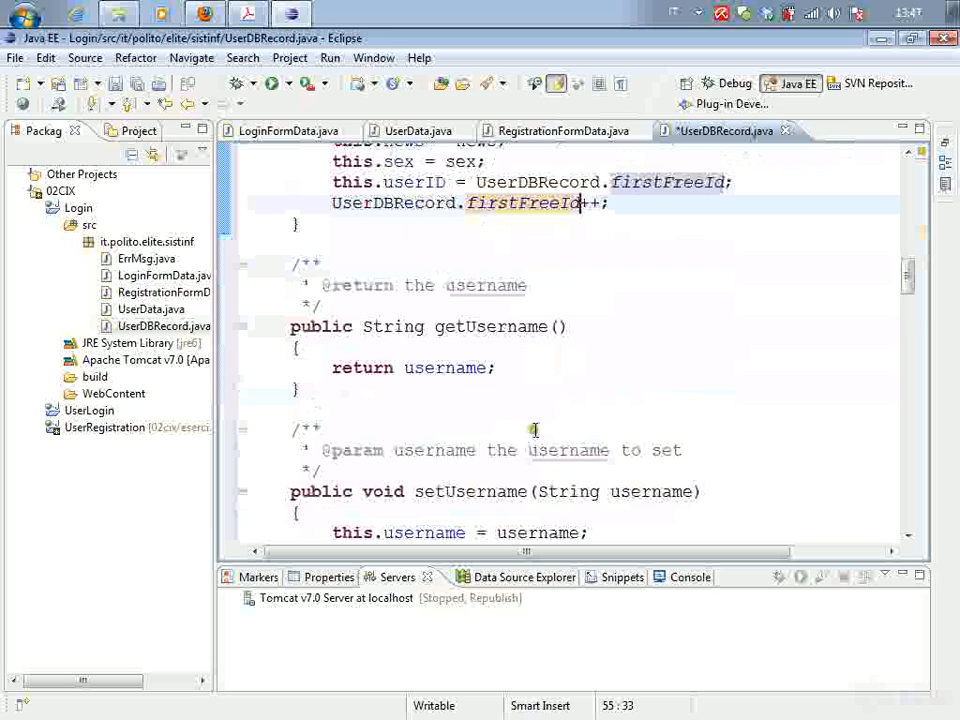 IT
13:47
Java EE - Login/src/it/polito/elite/sistinf/UserDBRecord.java - Eclipse
File Edit Source Refactor Navigate Search Project Run Window Help
Debug Java EE SVN Reposit...
Plug-in Deve...
Packag Project
LoginFormData.java UserData.java RegistrationFormData.java *UserDBRecord.java
Other Projects
02CIX
Login
src
it.polito.elite.sistinf
ErrMsg.java
LoginFormData.jav
RegistrationFormD
UserData.java
UserDBRecord.java
JRE System Library [jre6]
Apache Tomcat v7.0 [Apa
build
WebContent
UserLogin
UserRegistration [02cix/eserci
this.news = news;
this.sex = sex;
this.userID = UserDBRecord.firstFreeId;
UserDBRecord.firstFreeId++;
}
/**
* @return the username
*/
public String getUsername()
{
return username;
}
/**
* @param username the username to set
*/
public void setUsername(String username)
{
this.username = username;
Markers Properties Servers Data Source Explorer Snippets Console
Tomcat v7.0 Server at localhost [Stopped, Republish]
Writable Smart Insert 55 : 33